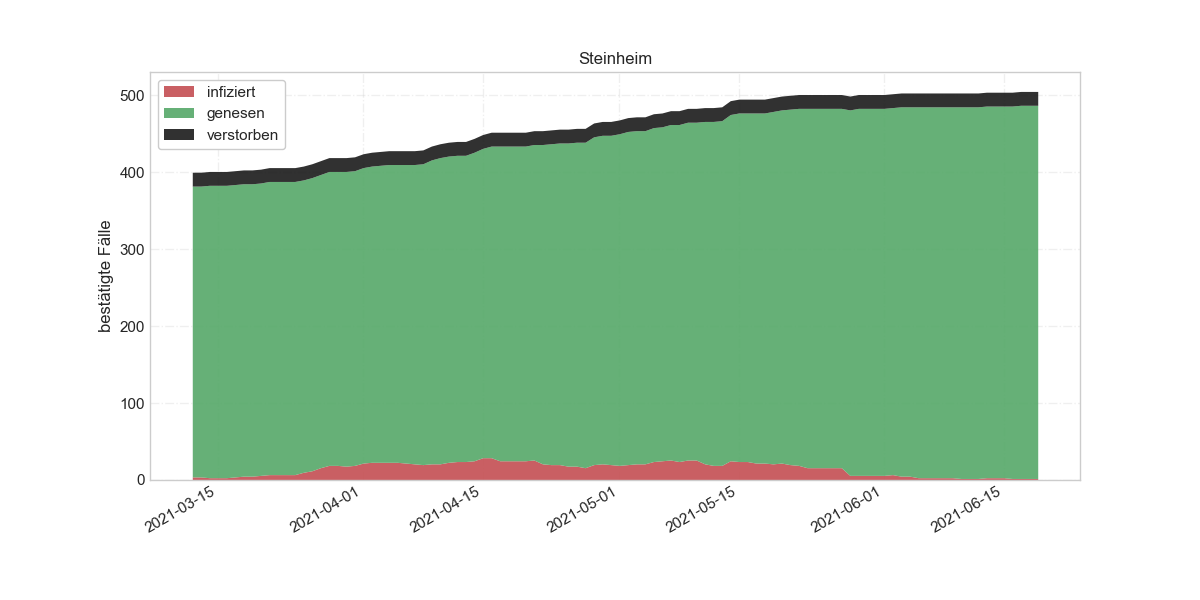 Steinheim
infiziert
genesen
verstorben
bestätigte Fälle
500
400
300
200
100
0
2021-03-15
2021-04-01
2021-04-15
2021-05-01
2021-05-15
2021-06-01
2021-06-15